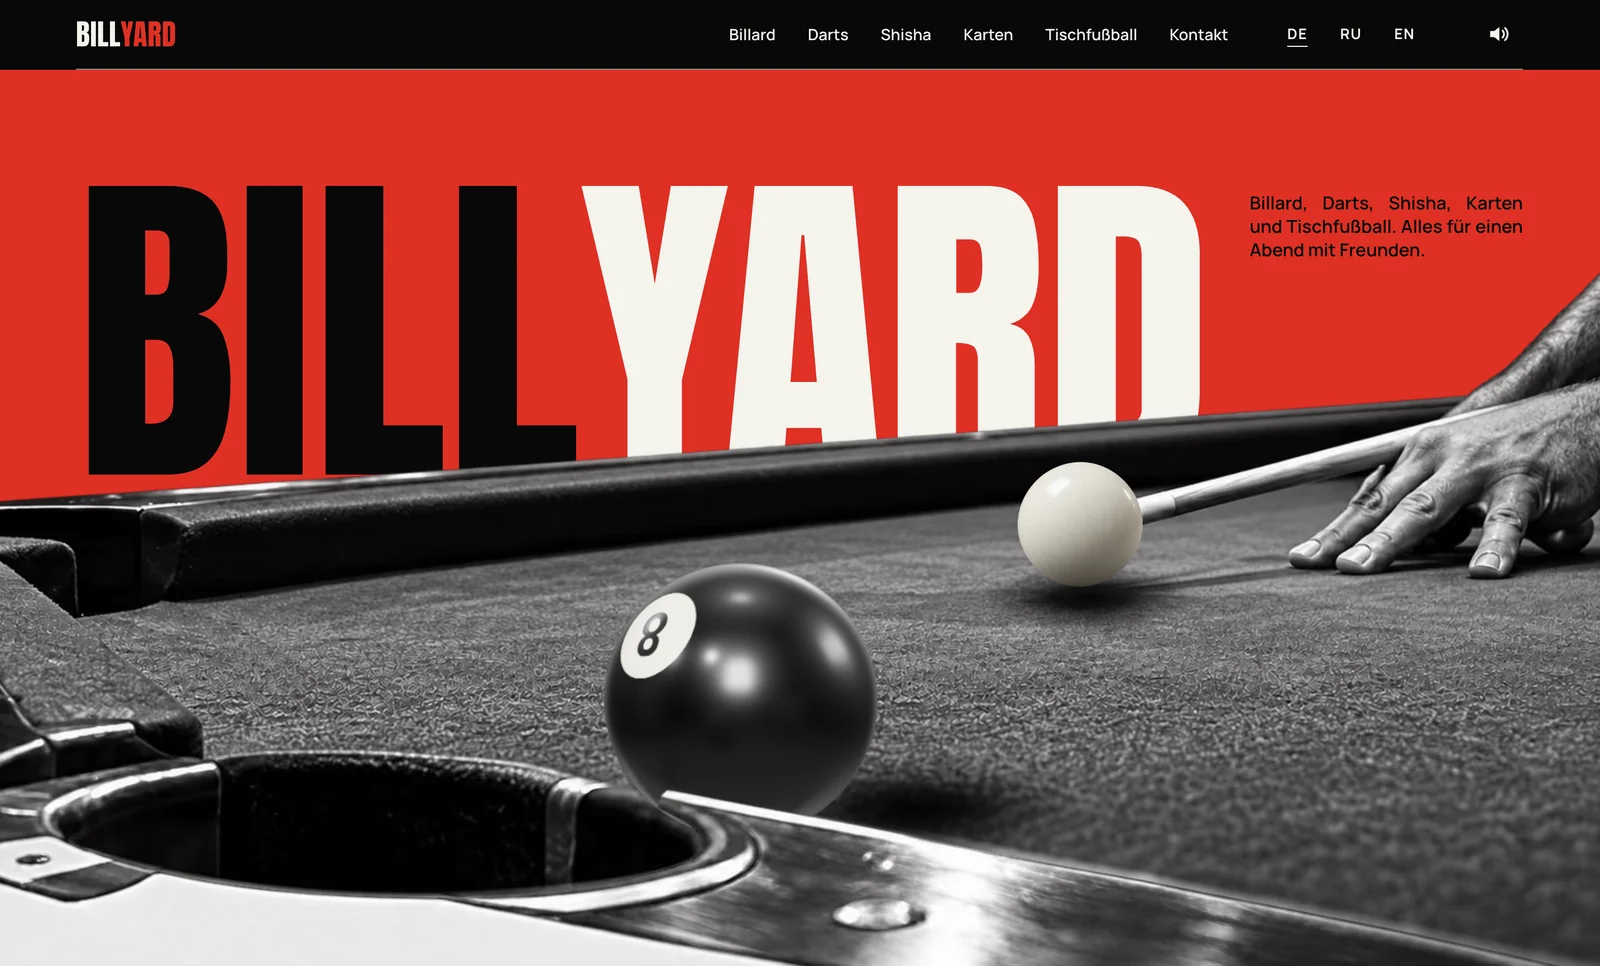 BILLYARD
Billard Darts Shisha Karten Tischfußball Kontakt DE RU EN
BILLYARD
Billard, Darts, Shisha, Karten
und Tischfußball. Alles für einen
Abend mit Freunden.
8